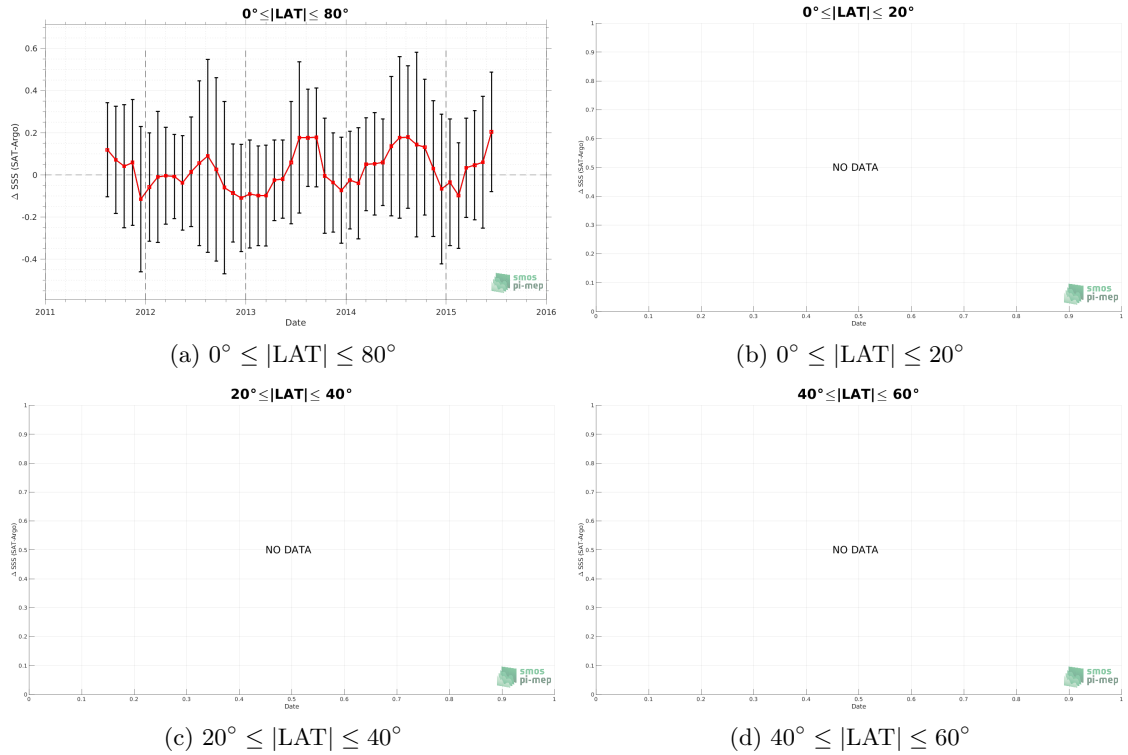 0°≤|LAT|≤ 80°
Δ SSS (SAT-Argo)
0.6
0.4
0.2
0
-0.2
-0.4
2011 2012 2013 2014 2015 2016
Date
smos
pi-mep
(a) 0° ≤ |LAT| ≤ 80°
0°≤|LAT|≤ 20°
Δ SSS (SAT-Argo)
1
0.9
0.8
0.7
0.6
0.5
0.4
0.3
0.2
0.1
0
NO DATA
0 0.1 0.2 0.3 0.4 0.5 0.6 0.7 0.8 0.9 1
Date
smos
pi-mep
(b) 0° ≤ |LAT| ≤ 20°
20°≤|LAT|≤ 40°
Δ SSS (SAT-Argo)
1
0.9
0.8
0.7
0.6
0.5
0.4
0.3
0.2
0.1
0
NO DATA
0 0.1 0.2 0.3 0.4 0.5 0.6 0.7 0.8 0.9 1
Date
smos
pi-mep
(c) 20° ≤ |LAT| ≤ 40°
40°≤|LAT|≤ 60°
Δ SSS (SAT-Argo)
1
0.9
0.8
0.7
0.6
0.5
0.4
0.3
0.2
0.1
0
NO DATA
0 0.1 0.2 0.3 0.4 0.5 0.6 0.7 0.8 0.9 1
Date
smos
pi-mep
(d) 40° ≤ |LAT| ≤ 60°